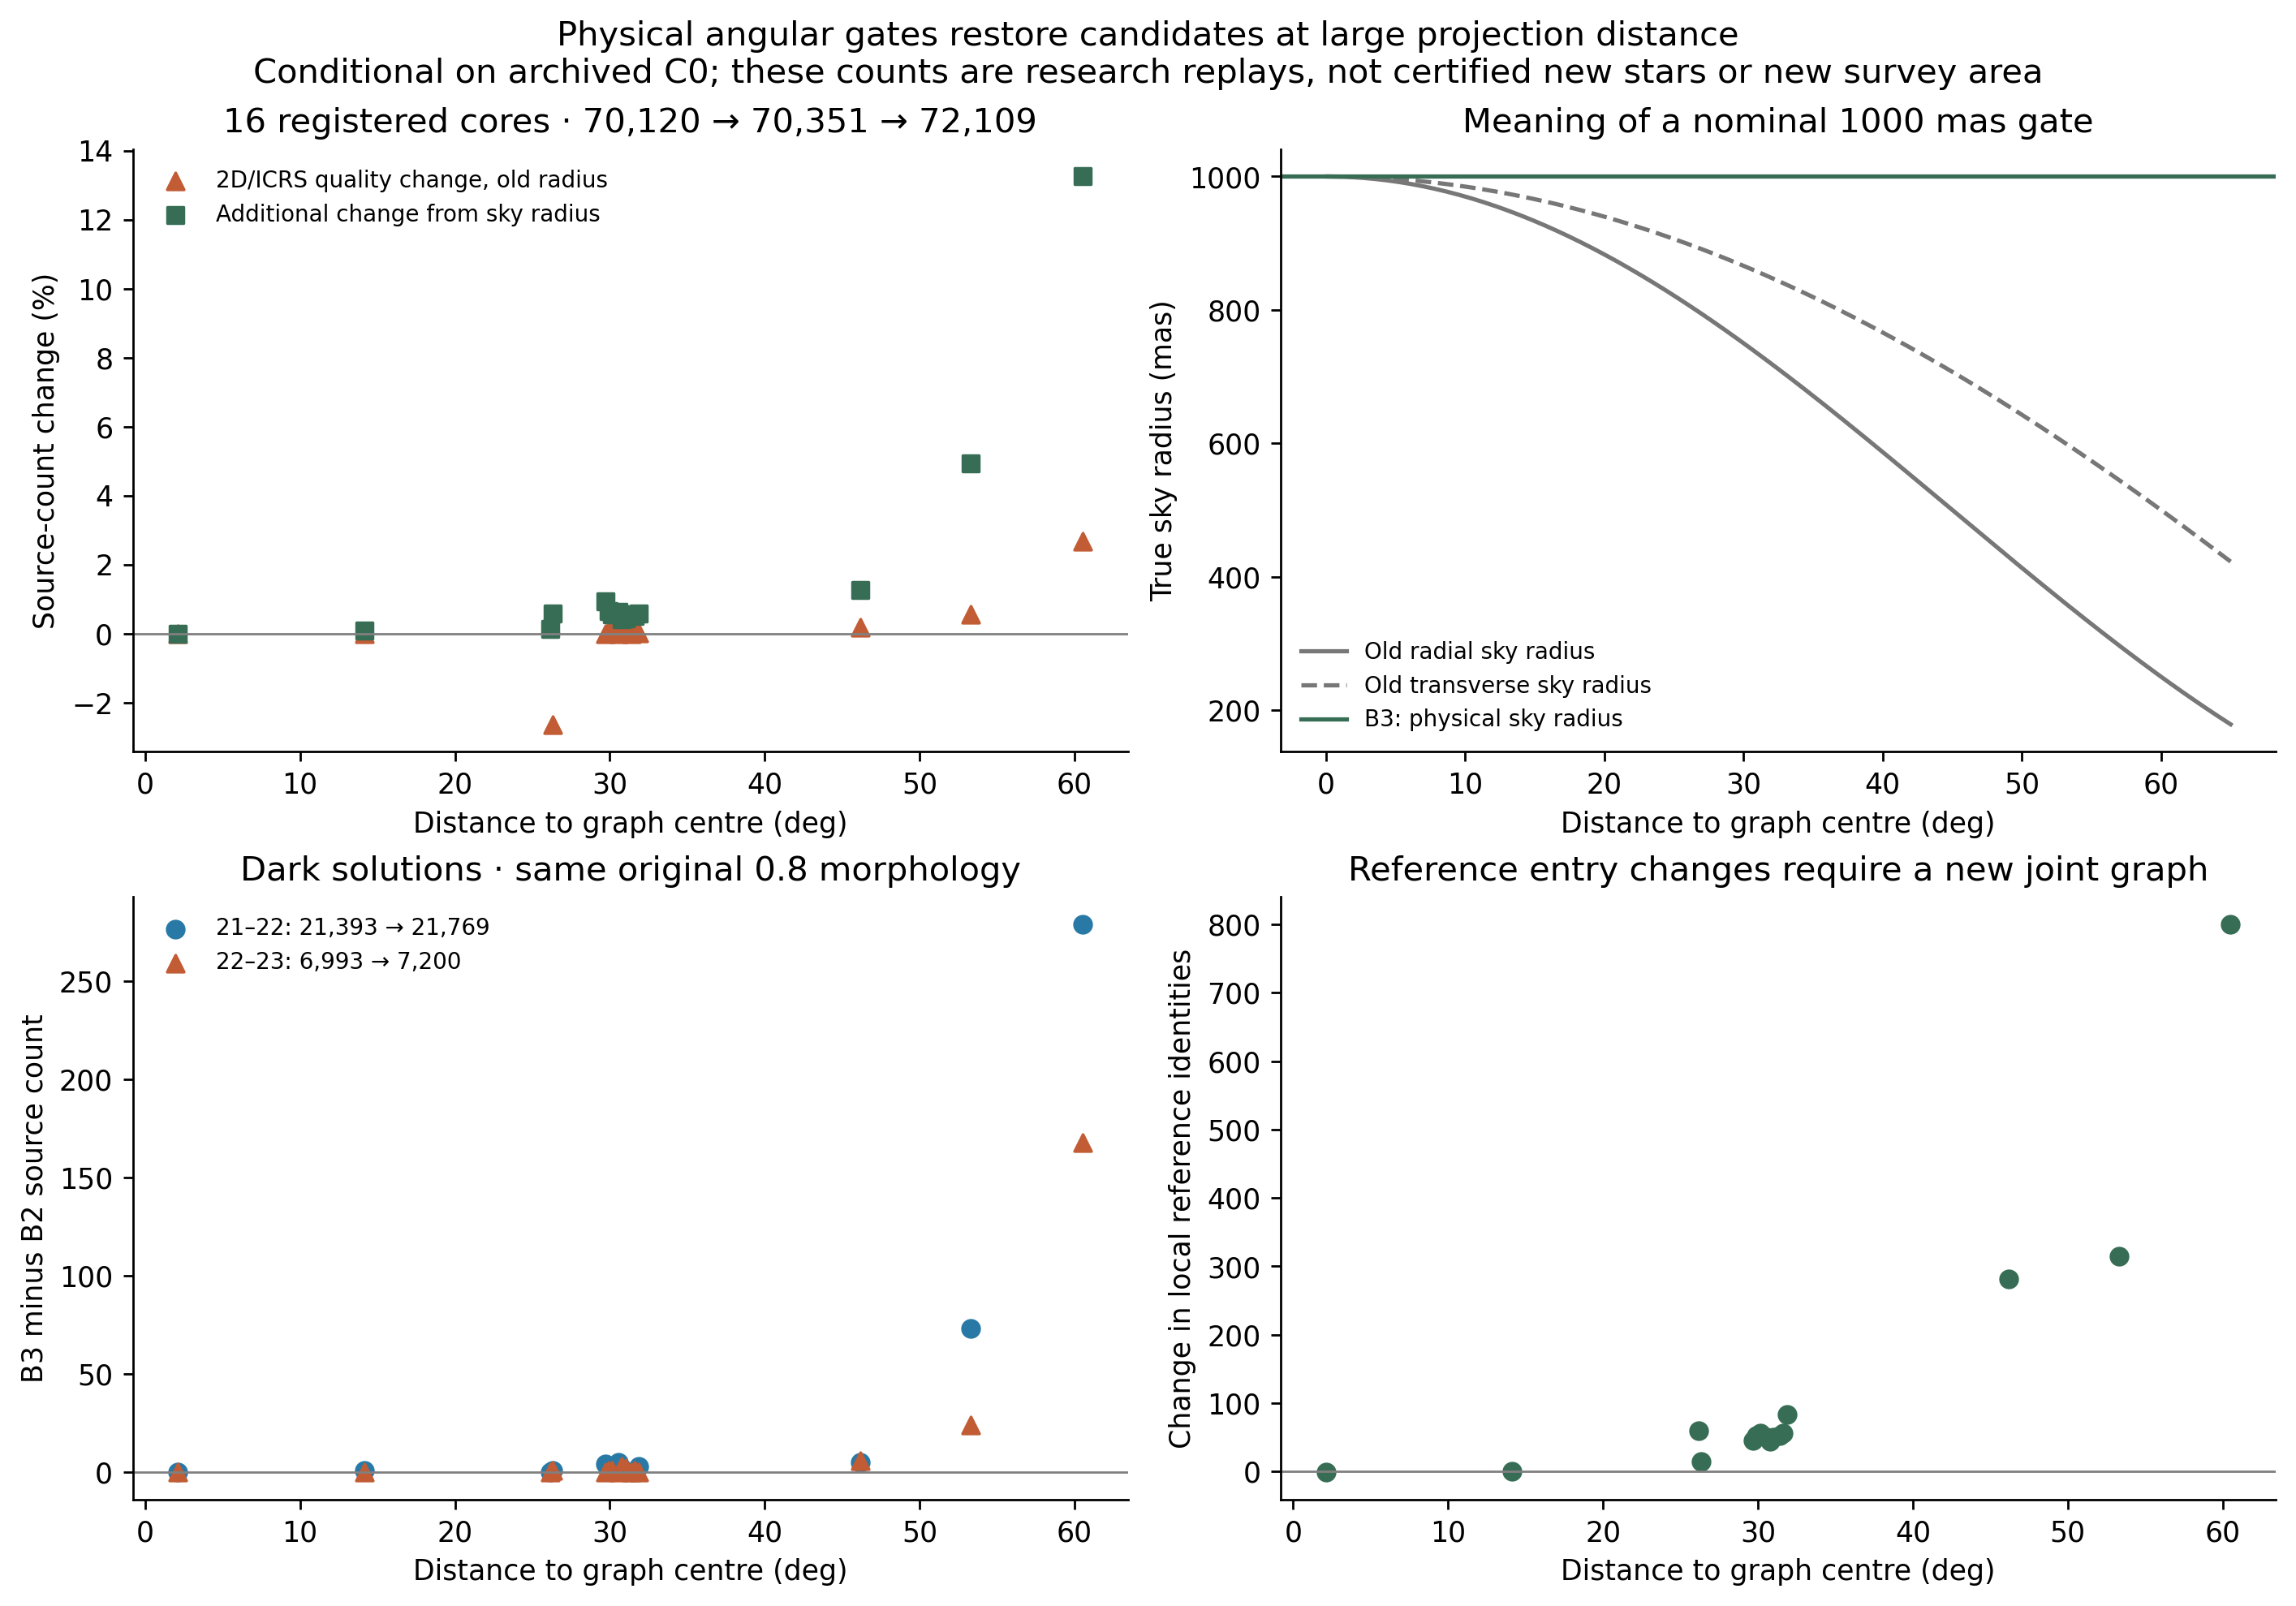 Physical angular gates restore candidates at large projection distance
Conditional on archived C0; these counts are research replays, not certified new stars or new survey area
16 registered cores · 70,120 → 70,351 → 72,109
14
12
10
8
6
4
2
0
−2
Source-count change (%)
2D/ICRS quality change, old radius
Additional change from sky radius
0 10 20 30 40 50 60
Distance to graph centre (deg)
Meaning of a nominal 1000 mas gate
1000
800
600
400
200
True sky radius (mas)
Old radial sky radius
Old transverse sky radius
B3: physical sky radius
0 10 20 30 40 50 60
Distance to graph centre (deg)
Dark solutions · same original 0.8 morphology
21–22: 21,393 → 21,769
22–23: 6,993 → 7,200
250
200
150
100
50
0
B3 minus B2 source count
0 10 20 30 40 50 60
Distance to graph centre (deg)
Reference entry changes require a new joint graph
800
700
600
500
400
300
200
100
0
Change in local reference identities
0 10 20 30 40 50 60
Distance to graph centre (deg)